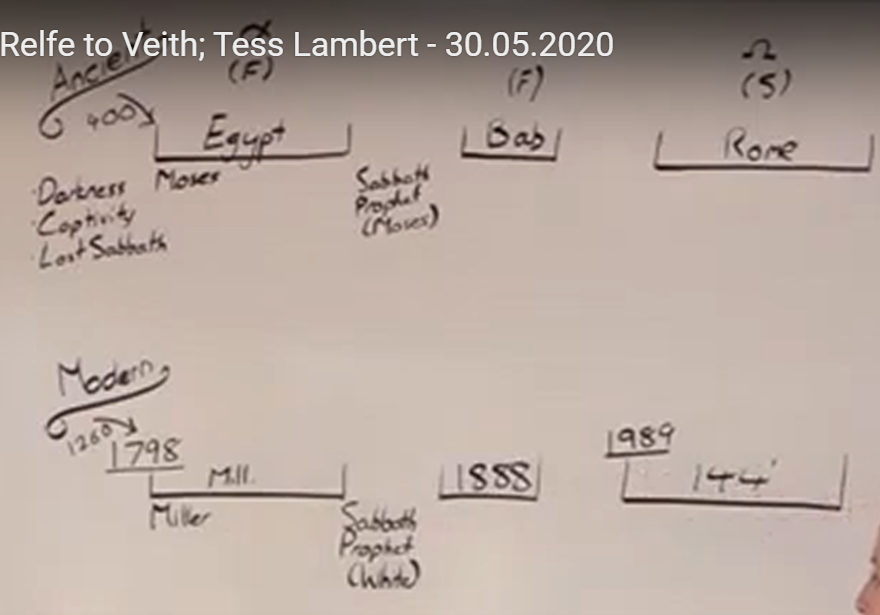 Relfe to Veith; Tess Lambert - 30.05.2020
Ancient
α
(F)
(F)
Ω
(S)
400
Egypt
Bab
Rome
Moses
· Darkness
· Captivity
· Lost Sabbath
Sabbath
Prophet
(Moses)
Modern
1260
1798
Mill.
1888
1989
144'
Miller
Sabbath
Prophet
(White)